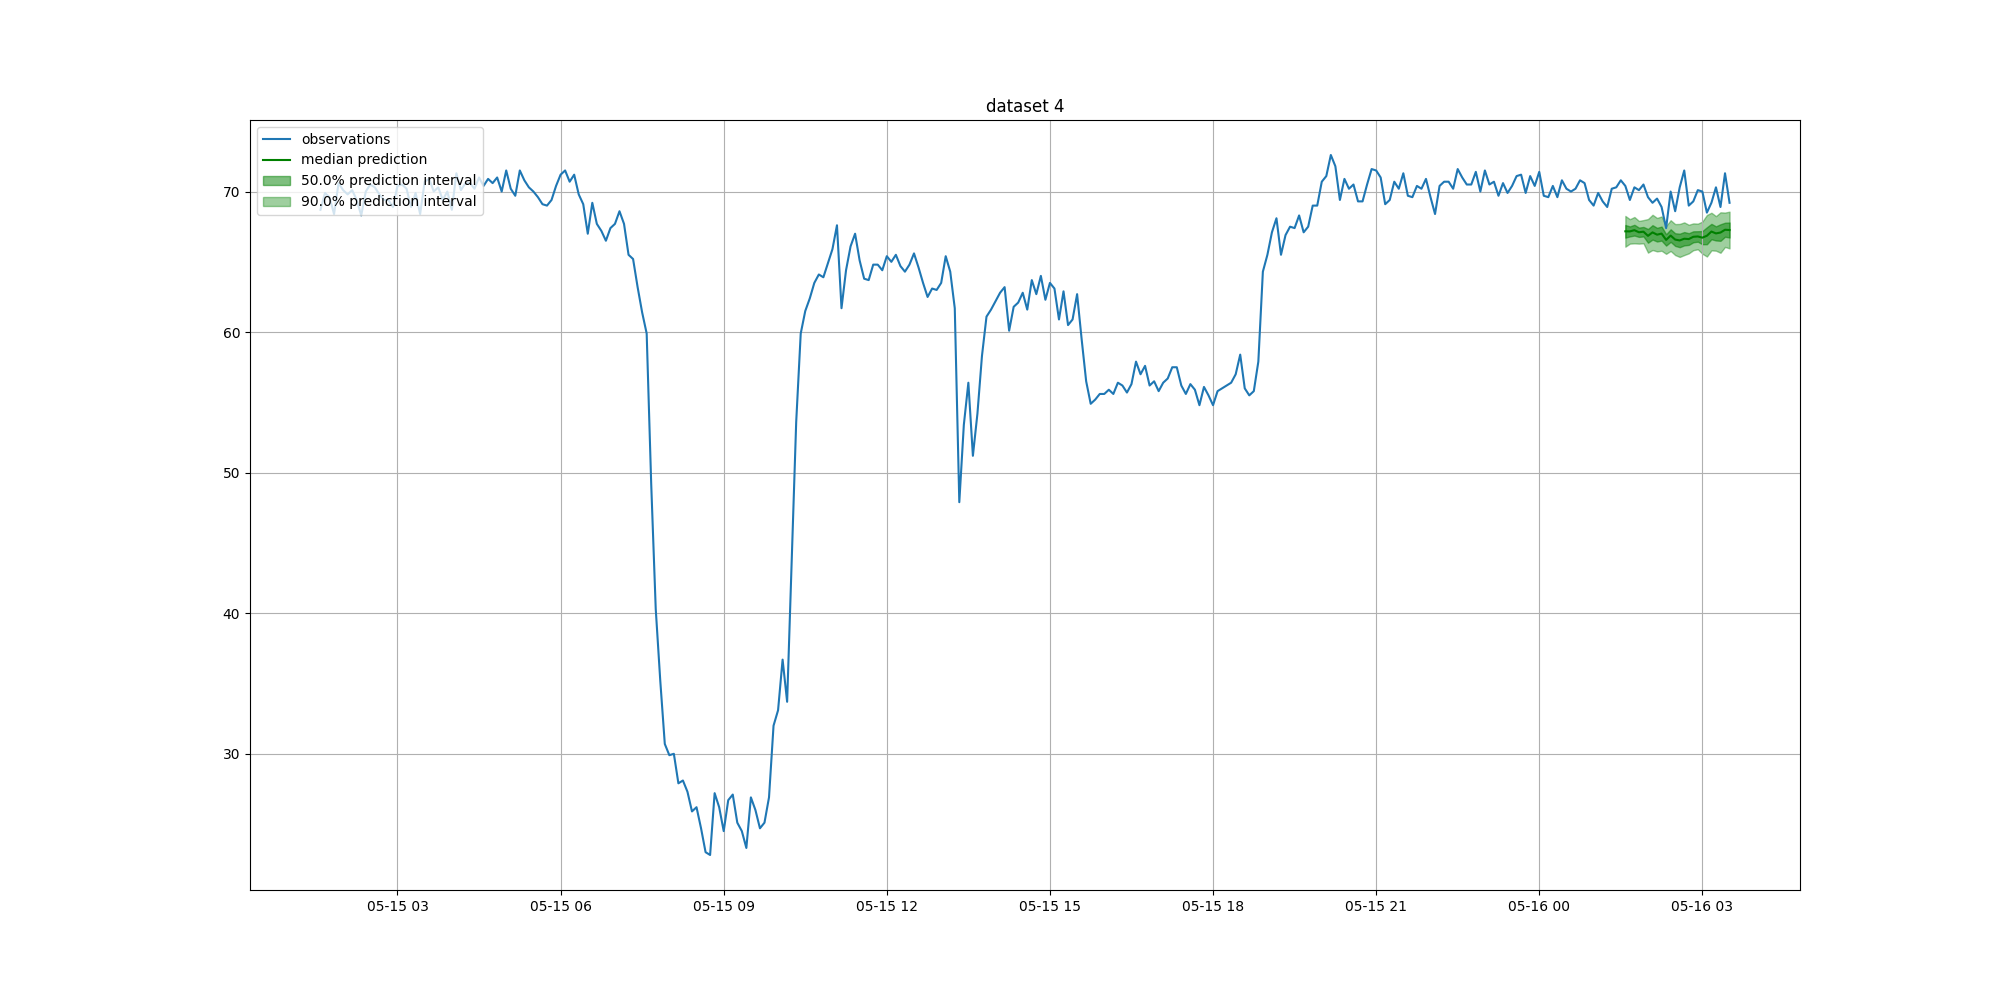 dataset 4
observations
median prediction
50.0% prediction interval
90.0% prediction interval
70
60
50
40
30
05-15 03
05-15 06
05-15 09
05-15 12
05-15 15
05-15 18
05-15 21
05-16 00
05-16 03